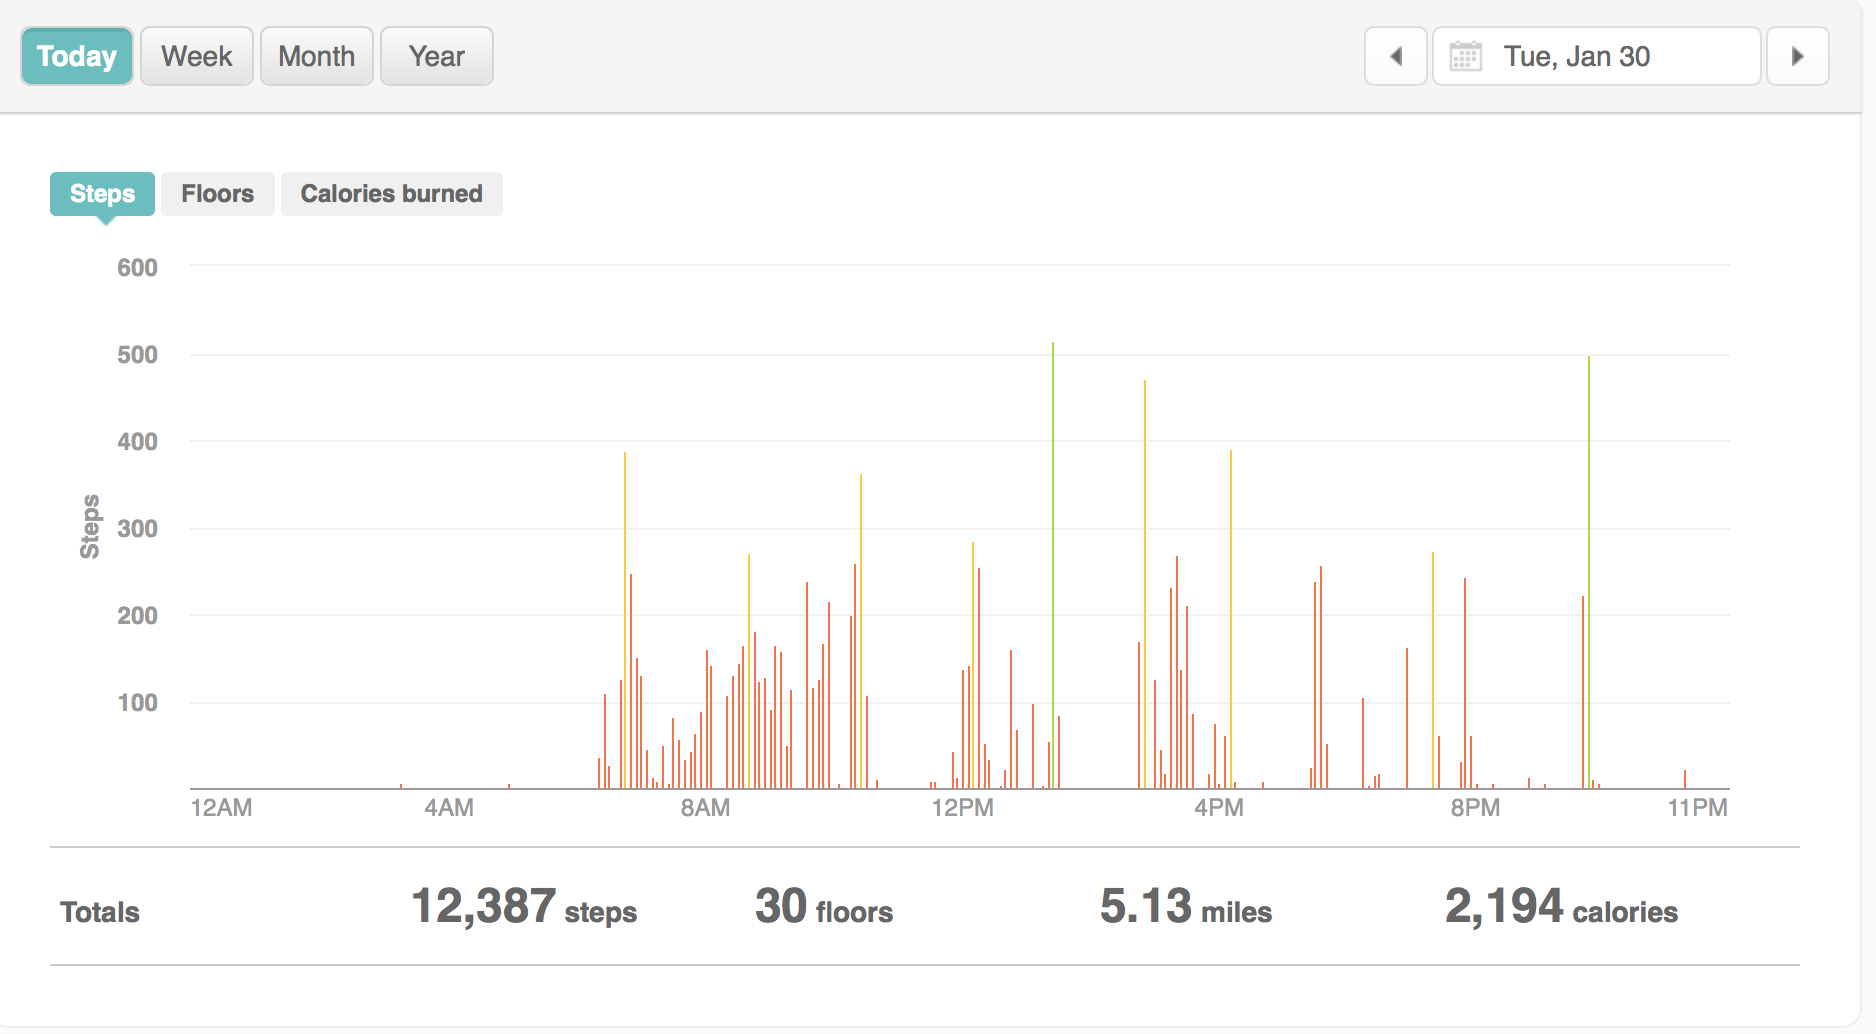 Today Week Month Year Tue, Jan 30
Steps Floors Calories burned
600
500
400
300
200
100
Steps
12AM 4AM 8AM 12PM 4PM 8PM 11PM
Totals 12,387 steps 30 floors 5.13 miles 2,194 calories